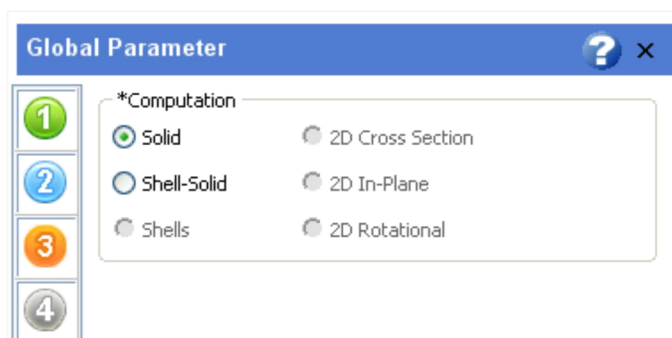 Global Parameter ? ×
*Computation
1
Solid 2D Cross Section
2
Shell-Solid 2D In-Plane
Shells 2D Rotational
3
4